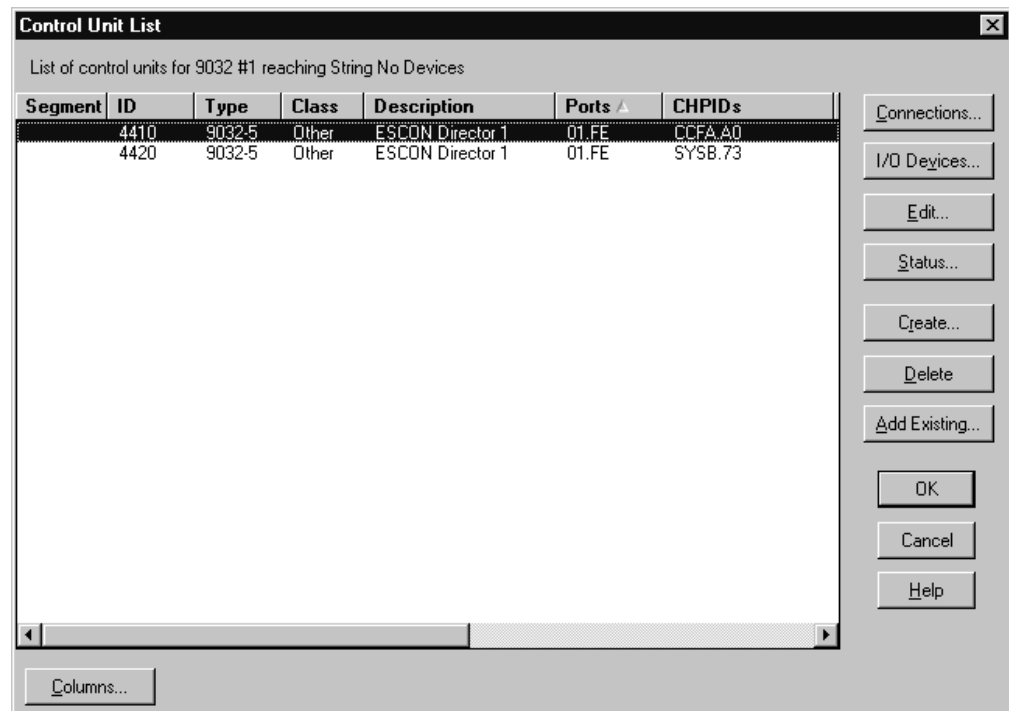 Control Unit List
List of control units for 9032 #1 reaching String No Devices
Segment ID Type Class Description Ports CHPIDs
4410 9032-5 Other ESCON Director 1 01.FE CCFA.A0
4420 9032-5 Other ESCON Director 1 01.FE SYSB.73
Connections...
I/O Devices...
Edit...
Status...
Create...
Delete
Add Existing...
OK
Cancel
Help
Columns...